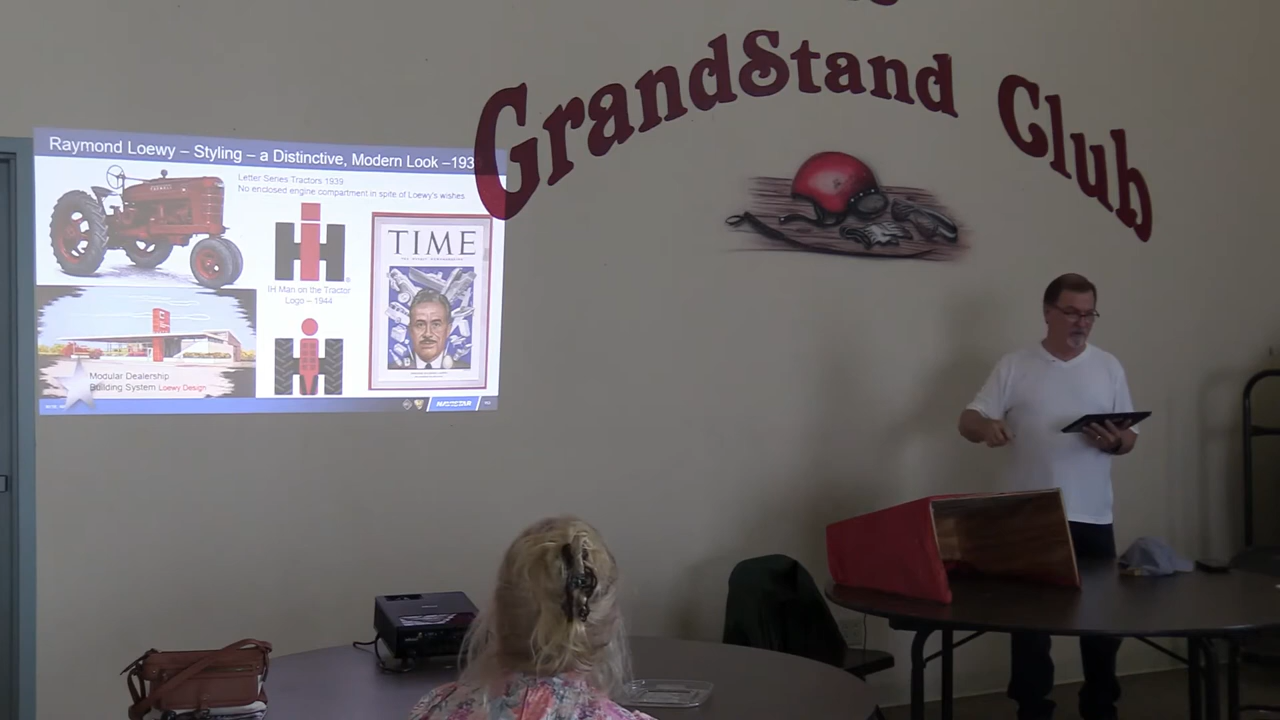 GrandStand Club
Raymond Loewy – Styling – a Distinctive, Modern Look –193
Letter Series Tractors 1939
No enclosed engine compartment in spite of Loewy's wishes
IH
TIME
IH Man on the Tractor
Logo – 1944
Modular Dealership
Building System Loewy Design
NAVISTAR